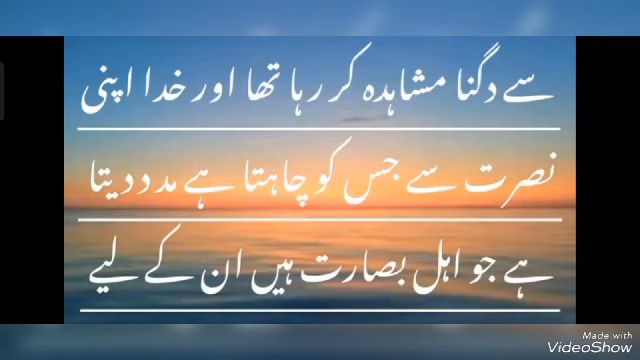 سے دگنا مشاہدہ کر رہا تھا اور خدا اپنی
نصرت سے جس کو چاہتا ہے مدد دیتا
ہے جو اہل بصارت ہیں ان کے لیے
Made with
VideoShow